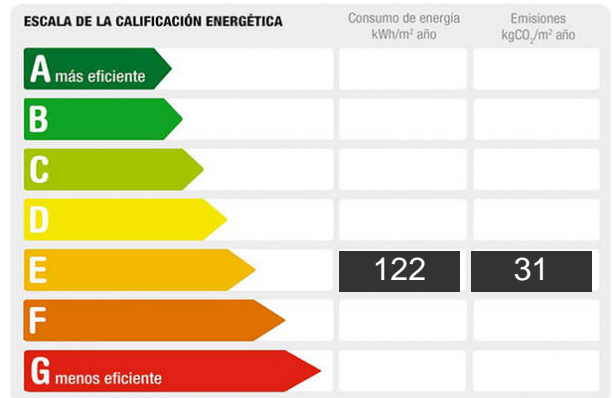 ESCALA DE LA CALIFICACIÓN ENERGÉTICA
Consumo de energía
kWh/m² año
Emisiones
kgCO₂/m² año
A más eficiente
B
C
D
E 122 31
F
G menos eficiente